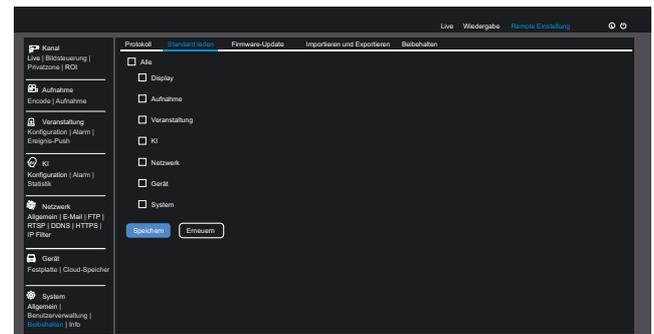 Live Wiedergabe Remote Einstellung
Kanal
Live | Bildsteuerung |
Privatzone | ROI
Aufnahme
Encode | Aufnahme
Veranstaltung
Konfiguration | Alarm |
Ereignis-Push
KI
Konfiguration | Alarm |
Statistik
Netzwerk
Allgemein | E-Mail | FTP |
RTSP | DDNS | HTTPS |
IP Filter
Gerät
Festplatte | Cloud-Speicher
System
Allgemein |
Benutzerverwaltung |
Beibehalten | Info
Protokoll Standard laden Firmware-Update Importieren und Exportieren Beibehalten
Alle
Display
Aufnahme
Veranstaltung
KI
Netzwerk
Gerät
System
Speichern Erneuern